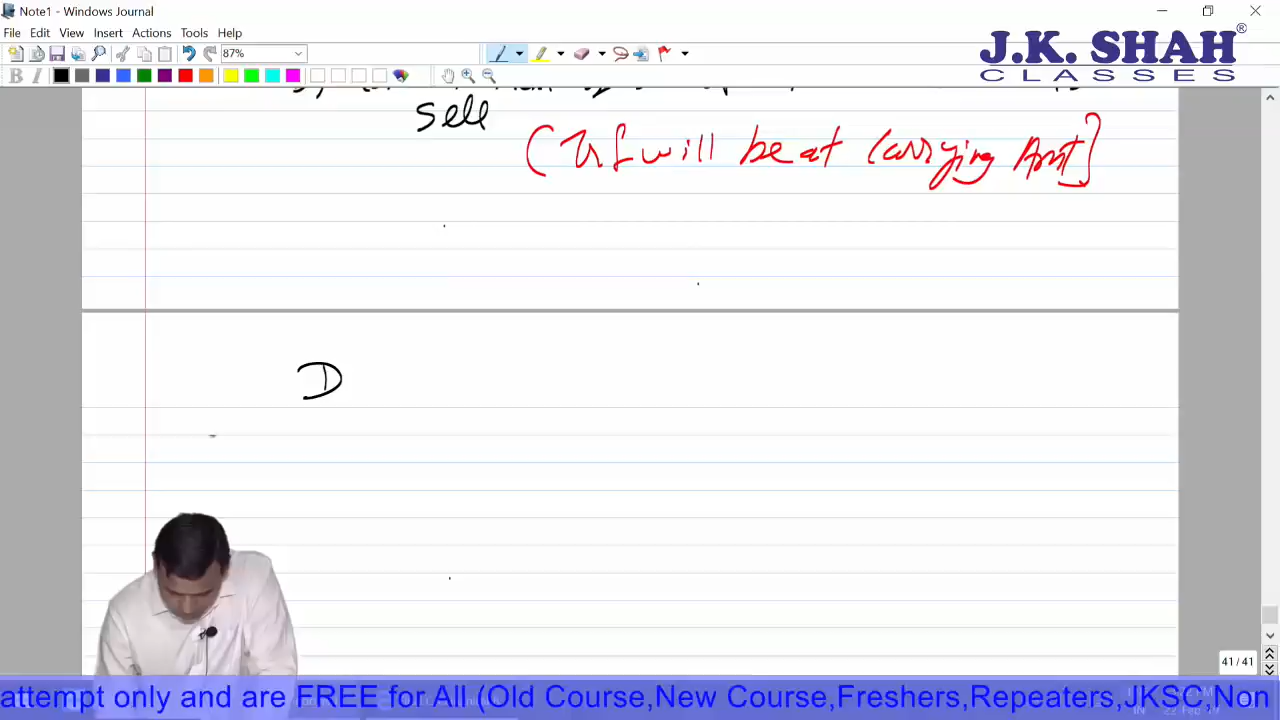 Note1 - Windows Journal
File Edit View Insert Actions Tools Help
87%
B I
J.K. SHAH®
CLASSES
sell
(Trf will be at Carrying Amt]
D
41 / 41
attempt only and are FREE for All (Old Course,New Course,Freshers,Repeaters,JKSC,Non